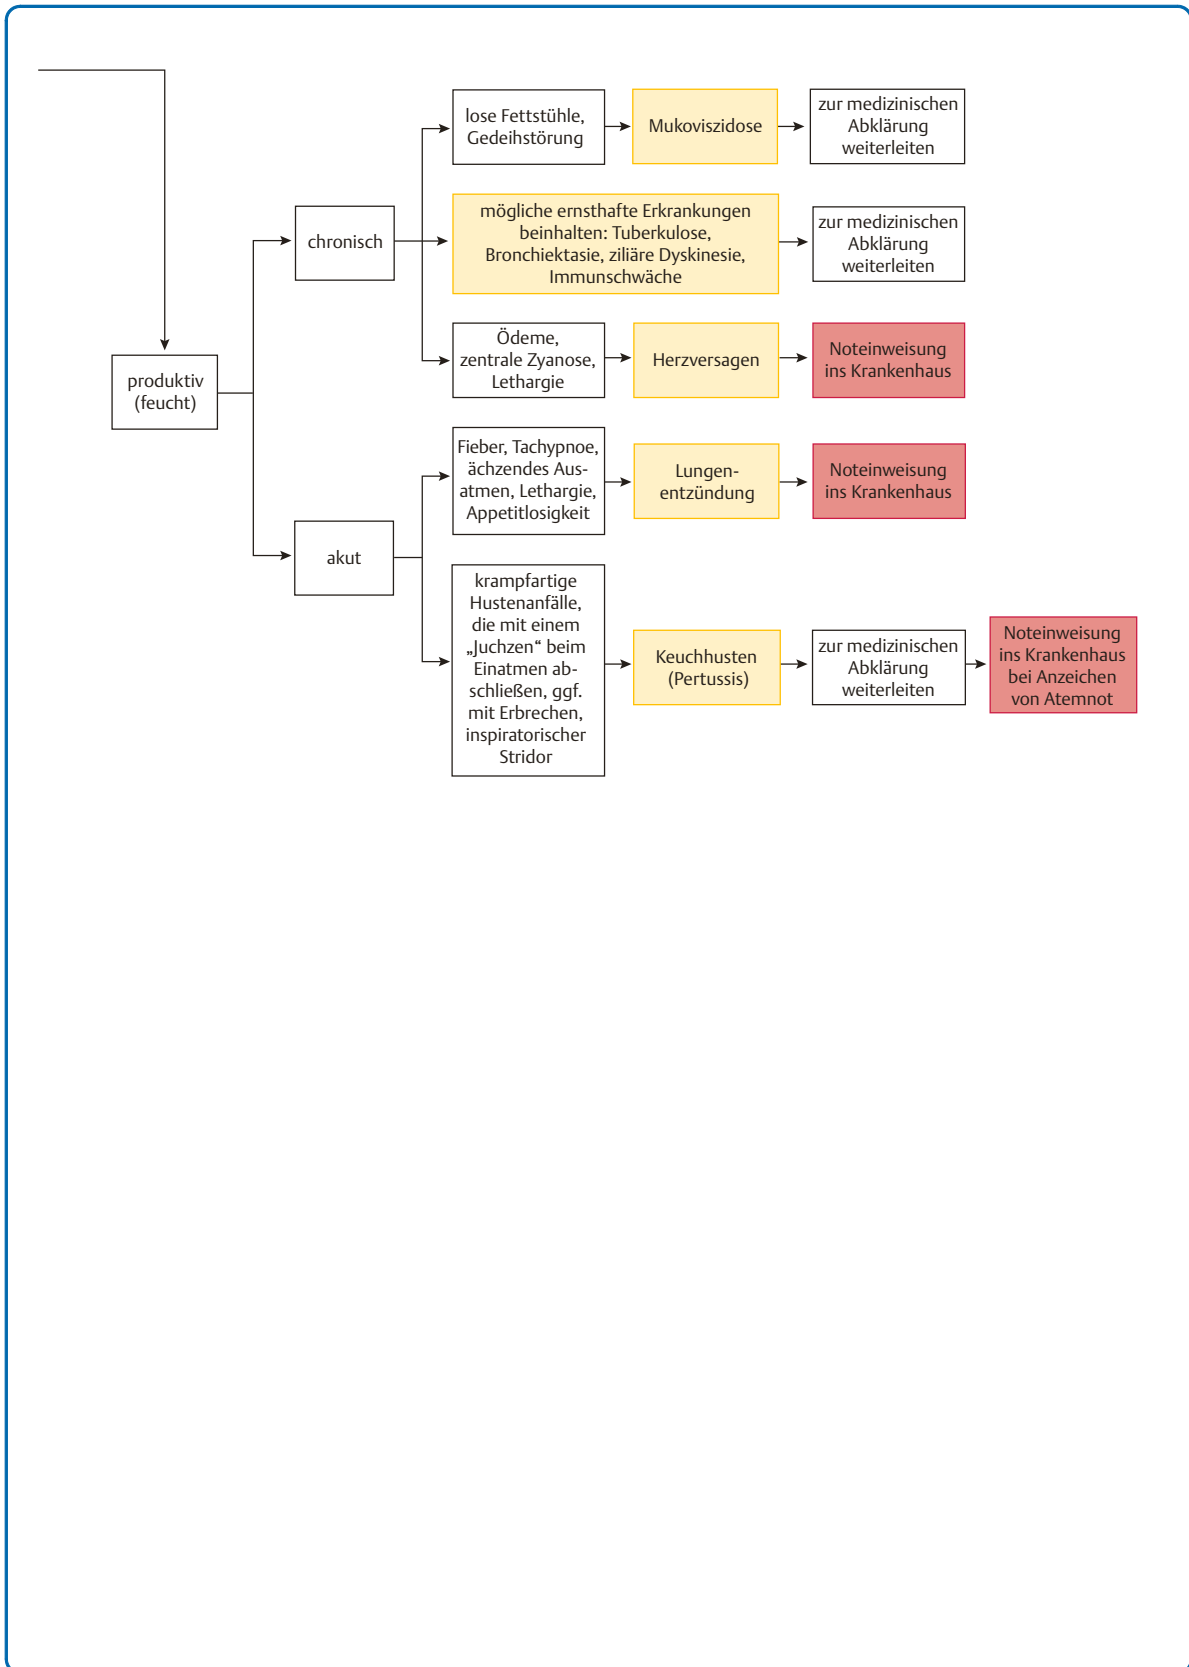 lose Fettstühle,
Gedeihstörung
Mukoviszidose
zur medizinischen
Abklärung
weiterleiten
chronisch
mögliche ernsthafte Erkrankungen
beinhalten: Tuberkulose,
Bronchiektasie, ziliäre Dyskinesie,
Immunschwäche
zur medizinischen
Abklärung
weiterleiten
Ödeme,
zentrale Zyanose,
Lethargie
Herzversagen
Noteinweisung
ins Krankenhaus
produktiv
(feucht)
Fieber, Tachypnoe,
ächzendes Aus-
atmen, Lethargie,
Appetitlosigkeit
Lungen-
entzündung
Noteinweisung
ins Krankenhaus
akut
krampfartige
Hustenanfälle,
die mit einem
„Juchzen“ beim
Einatmen ab-
schließen, ggf.
mit Erbrechen,
inspiratorischer
Stridor
Keuchhusten
(Pertussis)
zur medizinischen
Abklärung
weiterleiten
Noteinweisung
ins Krankenhaus
bei Anzeichen
von Atemnot